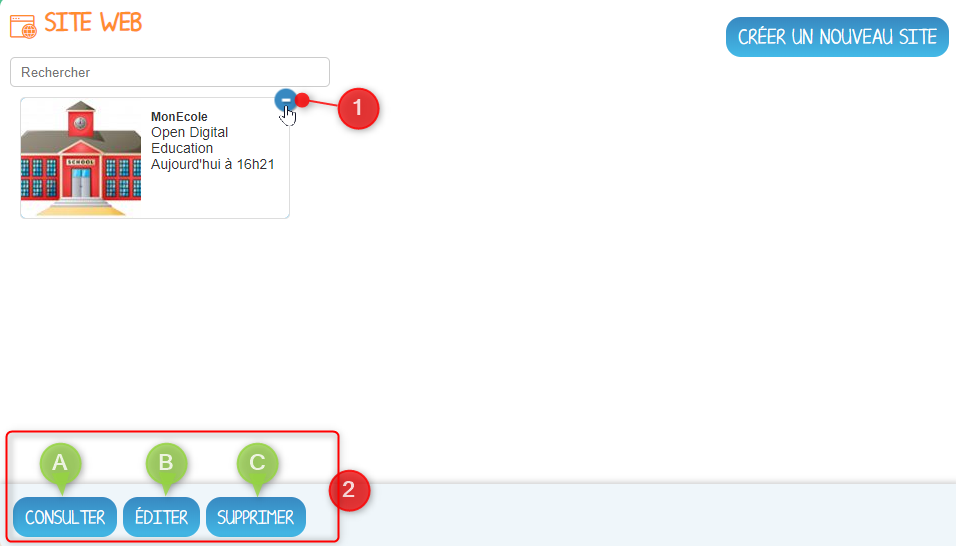 SITE WEB
CRÉER UN NOUVEAU SITE
Rechercher
1
MonEcole
Open Digital
Education
Aujourd'hui à 16h21
SCHOOL
A
B
C
2
CONSULTER
ÉDITER
SUPPRIMER